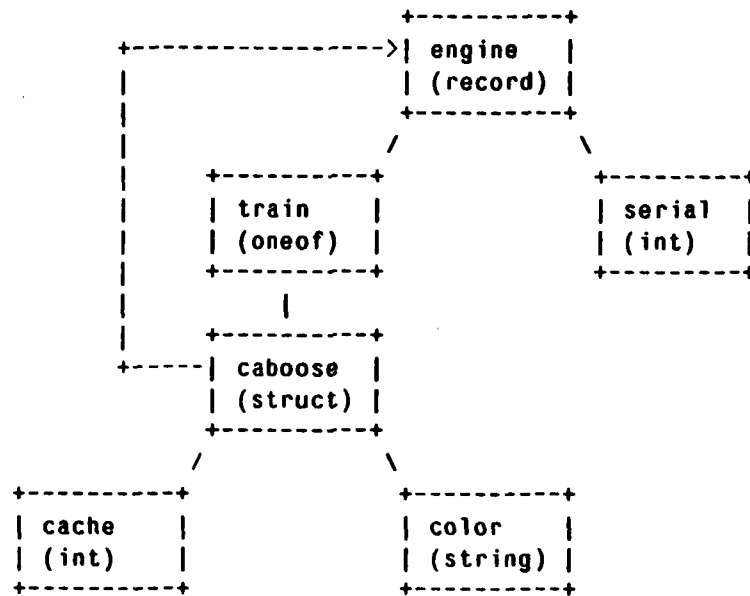 engine
(record)
train
(oneof)
serial
(int)
caboose
(struct)
cache
(int)
color
(string)